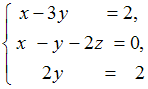 x - 3y = 2,
x - y - 2z = 0,
2y = 2